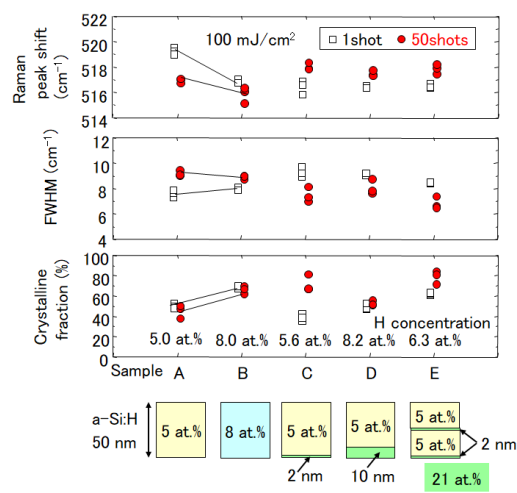 522
520
518
516
514
Raman
peak shift
(cm⁻¹)
100 mJ/cm²
1shot
50shots
12
10
8
6
4
FWHM (cm⁻¹)
100
80
60
40
20
0
Crystalline
fraction (%)
H concentration
5.0 at.% 8.0 at.% 5.6 at.% 8.2 at.% 6.3 at.%
Sample A B C D E
a-Si:H
50 nm
5 at.% 8 at.% 5 at.% 5 at.% 5 at.%
5 at.%
2 nm
2 nm 10 nm
21 at.%